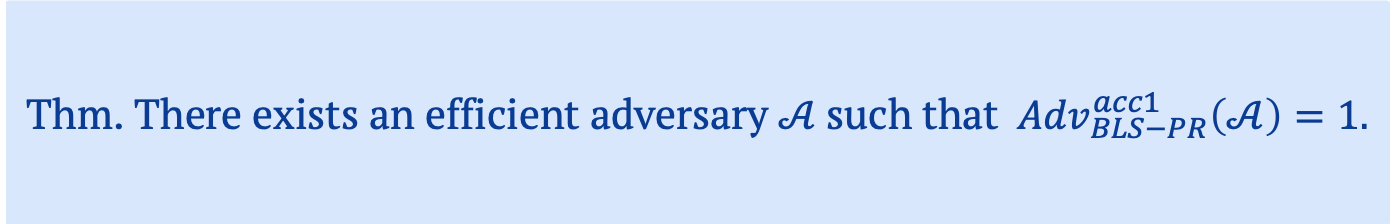 Thm. There exists an efficient adversary 𝒜 such that Adv^{acc1}_{BLS−PR}(𝒜) = 1.